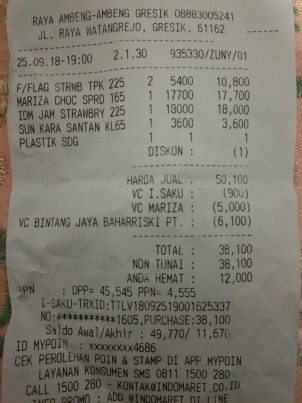 RAYA AMBENG-AMBENG GRESIK 08883005241
JL. RAYA WATANGREJO, GRESIK, 61162
25.09.18-19:00 2.1.30 935330/ZUNY/01
F/FLAG STRWB TPK 225 2 5400 10,800
MARIZA CHOC SPRD 165 1 17700 17,700
IDM JAM STRAWBRY 225 1 18000 18,000
SUN KARA SANTAN KL65 1 3600 3,600
PLASTIK SDG 1 1 1
DISKON : (1)
HARGA JUAL : 50,100
VC I.SAKU : (900)
VC MARIZA : (5,000)
VC BINTANG JAYA BAHARRISKI PT. : (6,100)
TOTAL : 38,100
NON TUNAI : 38,100
ANDA HEMAT : 12,000
PPN : DPP= 45,545 PPN= 4,555
I-SAKU-TRXID:TTLV18092519001625337
NO:***********1605,PURCHASE:38,100
Saldo Awal/Akhir : 49,770/ 11,670
ID MYPOIN : xxxxxxxx4686
CEK PEROLEHAN POIN & STAMP DI APP MYPOIN
LAYANAN KONSUMEN SMS 0811 1500 280
CALL 1500 280 - KONTAK@INDOMARET.CO.ID
INFO PROMO : ADD @INDOMARET DI LINE